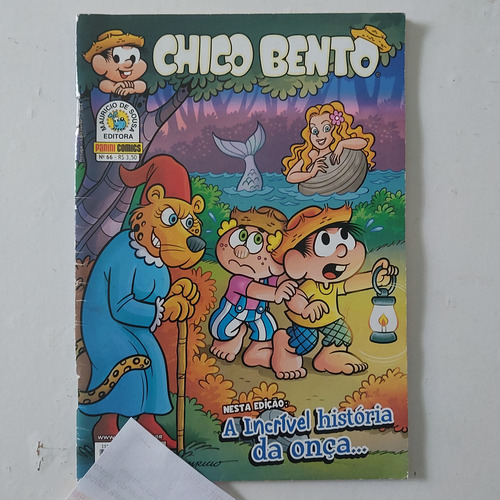 CHICO BENTO
MAURICIO DE SOUSA
EDITORA
PANINI COMICS
Nº 66 - R$ 3,50
NESTA EDIÇÃO:
A Incrível história
da onça...